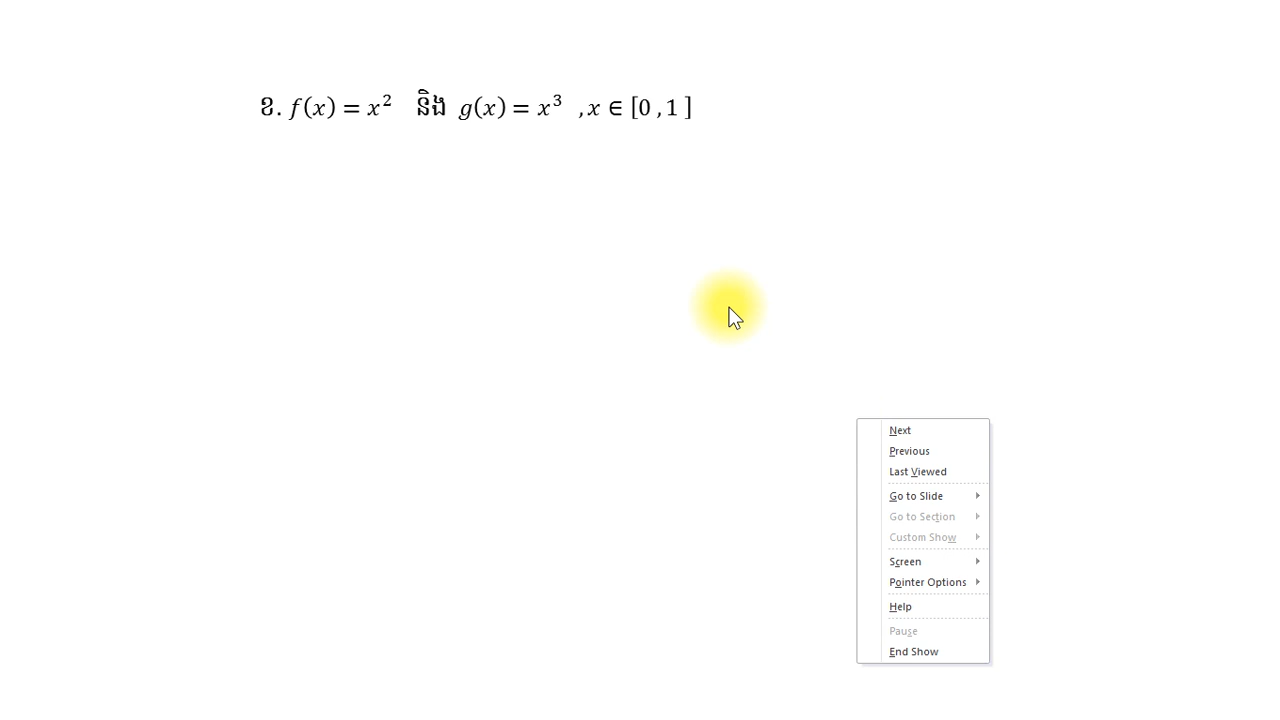 ខ. f(x) = x² និង g(x) = x³ , x ∈ [0 , 1 ]
Next
Previous
Last Viewed
Go to Slide
Go to Section
Custom Show
Screen
Pointer Options
Help
Pause
End Show